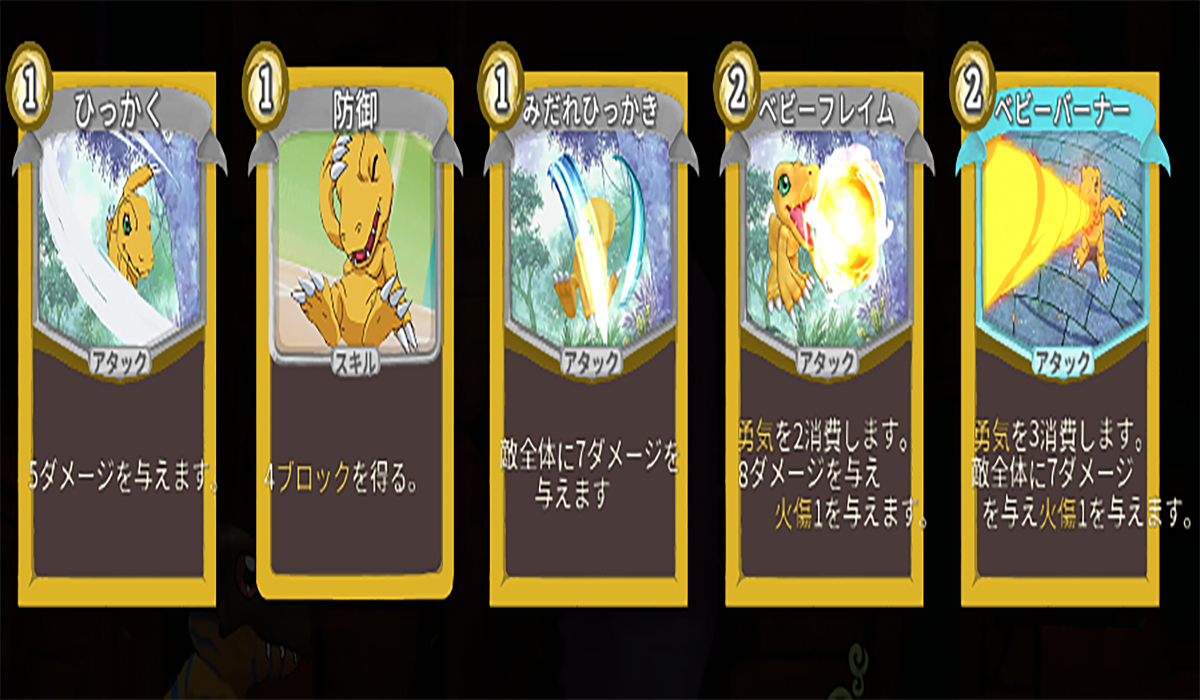 1
ひっかく
アタック
5ダメージを与えます。
1
防御
スキル
4ブロックを得る。
1
みだれひっかき
アタック
敵全体に7ダメージを
与えます
2
ベビーフレイム
アタック
勇気を2消費します。
8ダメージを与え
火傷1を与えます。
2
ベビーバーナー
アタック
勇気を3消費します。
敵全体に7ダメージ
を与え火傷1を与えます。